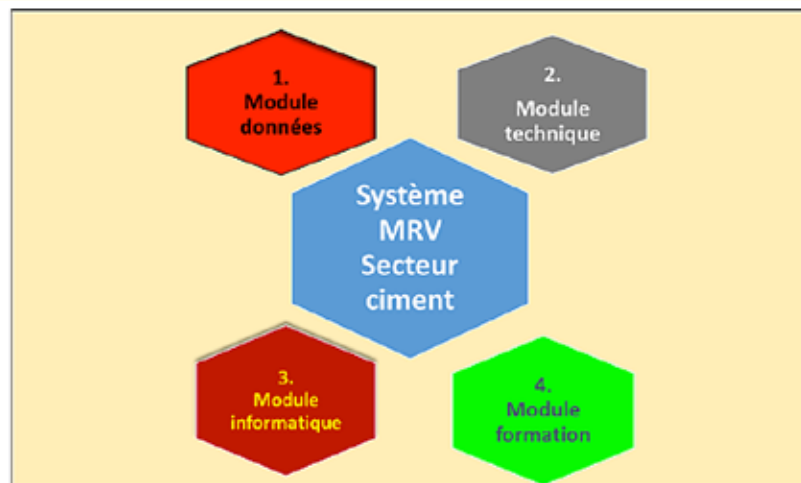 1.
Module
données
2.
Module
technique
Système
MRV
Secteur
ciment
3.
Module
informatique
4.
Module
formation